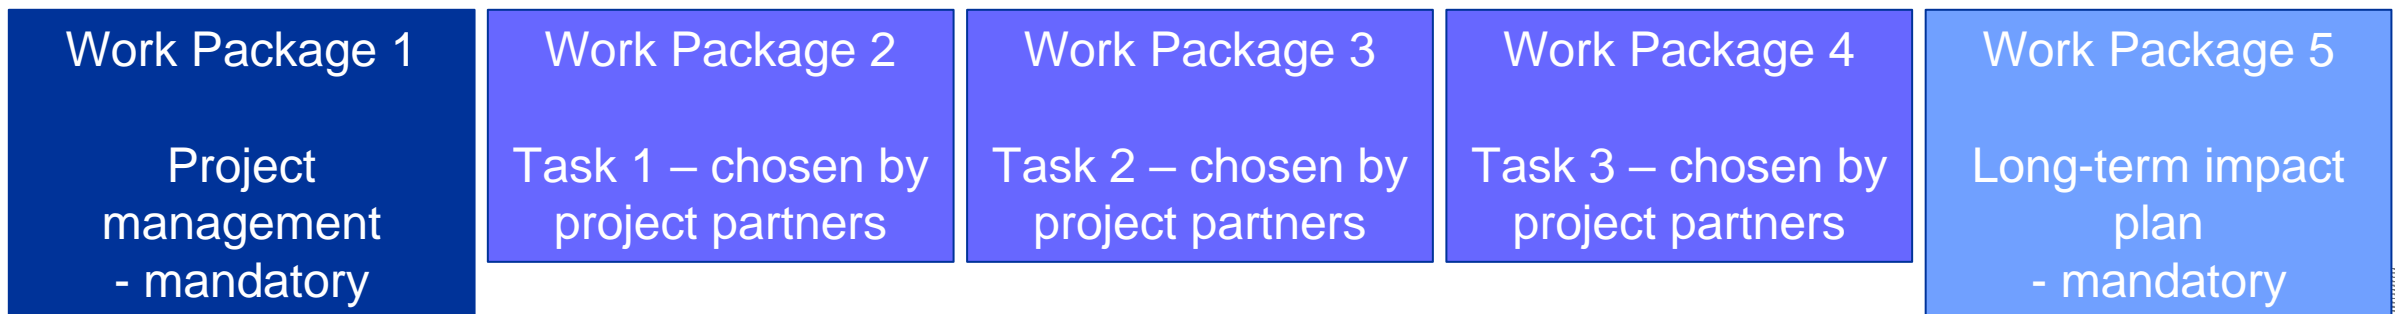 Work Package 1
Project
management
- mandatory
Work Package 2
Task 1 – chosen by
project partners
Work Package 3
Task 2 – chosen by
project partners
Work Package 4
Task 3 – chosen by
project partners
Work Package 5
Long-term impact
plan
- mandatory